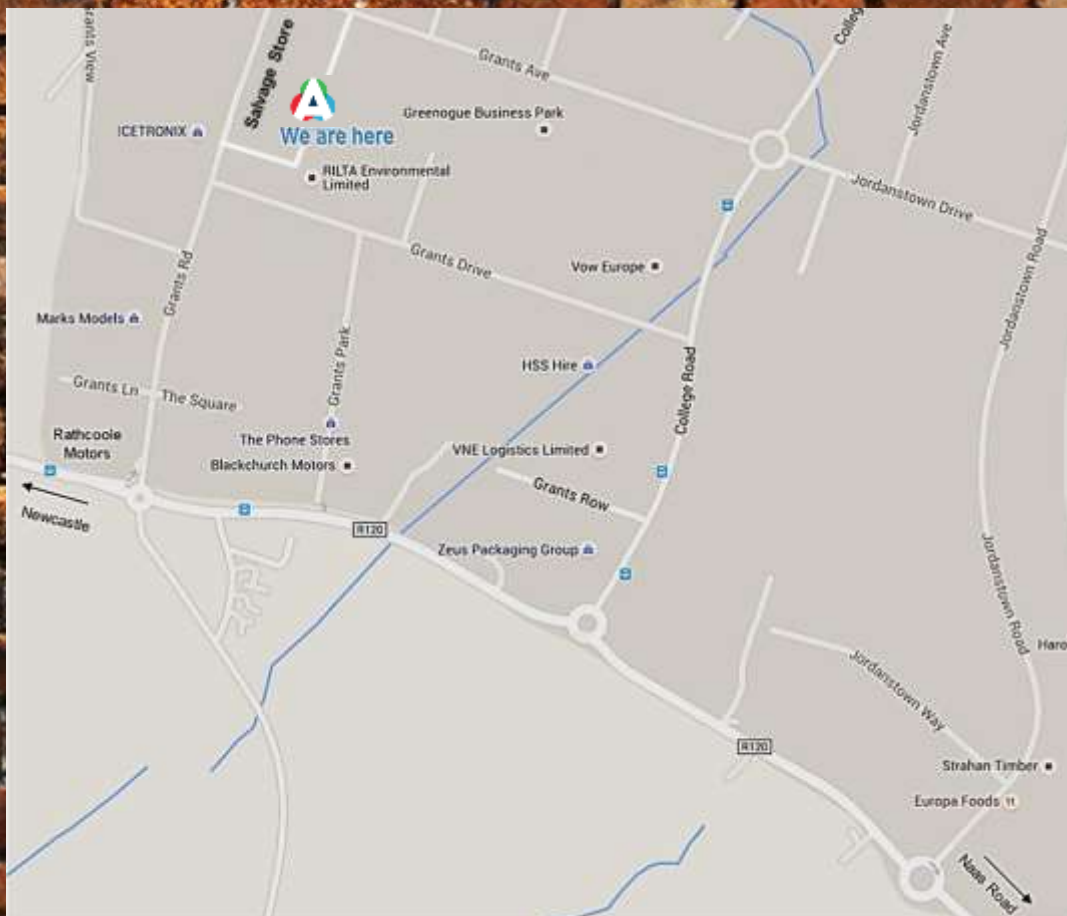 Grants View
Salvage Store
A
We are here
ICETRONIX
RILTA Environmental
Limited
Grants Ave
Greenogue Business Park
College
Jordanstown Ave
Jordanstown Drive
Grants Rd
Grants Drive
Vow Europe
Jordanstown Road
Marks Models
Grants Park
HSS Hire
College Road
Grants Ln
The Square
Rathcoole
Motors
The Phone Stores
Blackchurch Motors
VNE Logistics Limited
Grants Row
Newcastle
R120
Zeus Packaging Group
Jordanstown Road
Haro
Jordanstown Way
R120
Strahan Timber
Europa Foods
Naas Road